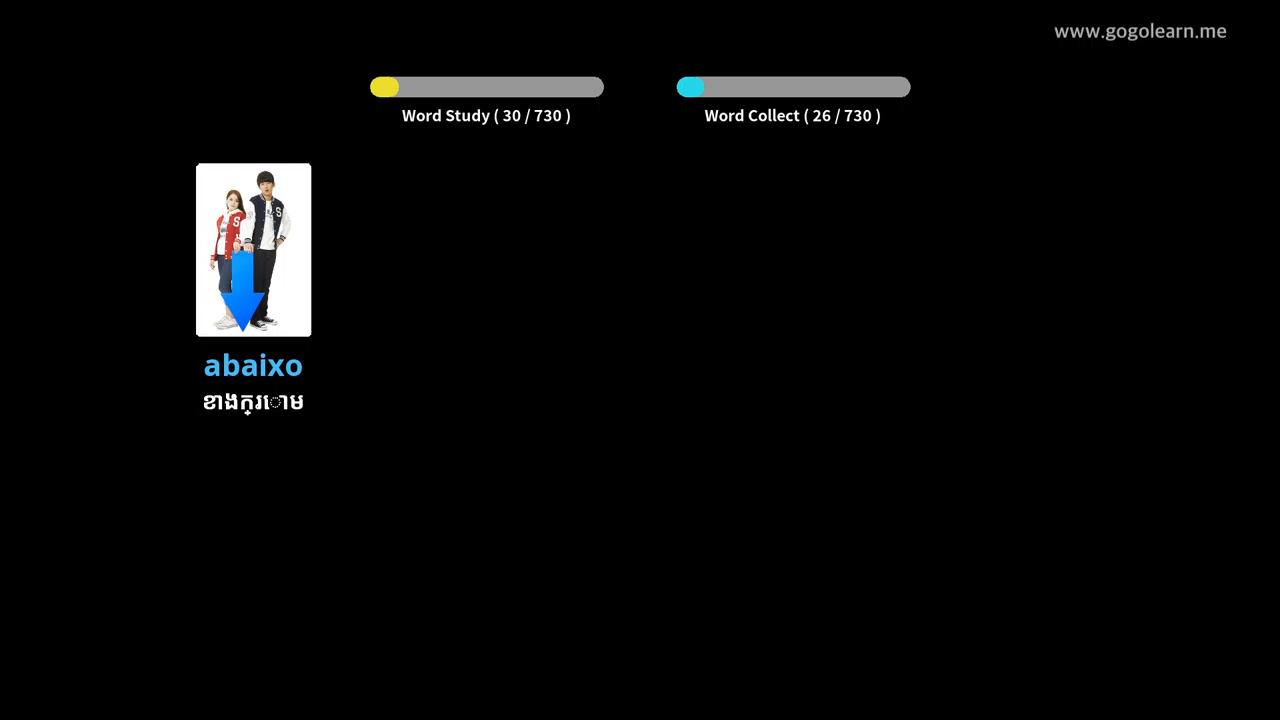 www.gogolearn.me
Word Study ( 30 / 730 )
Word Collect ( 26 / 730 )
S
S
abaixo
ខាងក្រោម